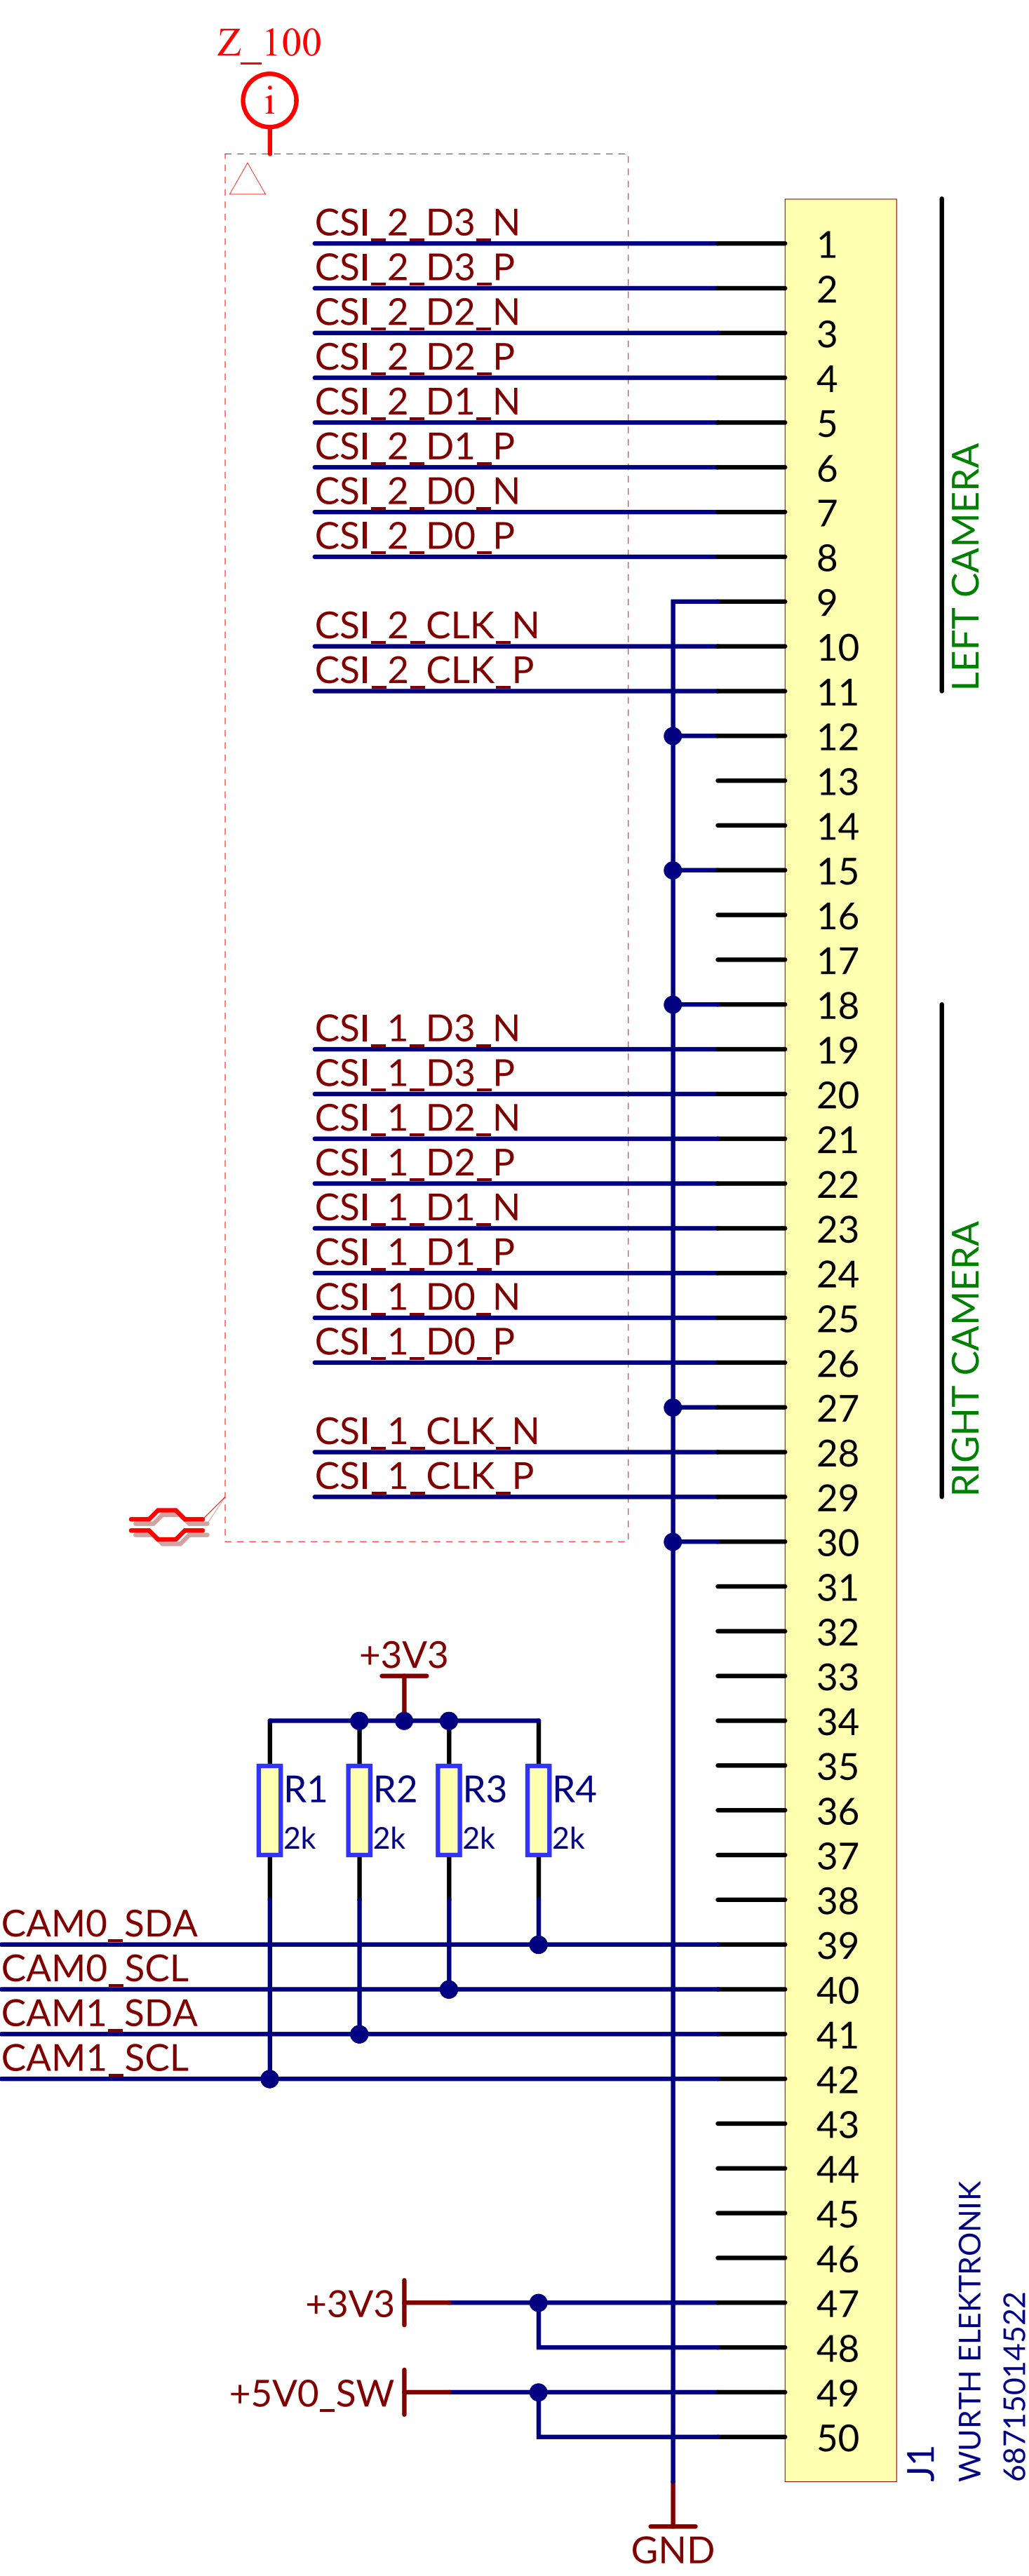 Z_100
i
CSI_2_D3_N 1
CSI_2_D3_P 2
CSI_2_D2_N 3
CSI_2_D2_P 4
CSI_2_D1_N 5
CSI_2_D1_P 6
CSI_2_D0_N 7
CSI_2_D0_P 8
9
CSI_2_CLK_N 10
CSI_2_CLK_P 11
LEFT CAMERA
12
13
14
15
16
17
18
CSI_1_D3_N 19
CSI_1_D3_P 20
CSI_1_D2_N 21
CSI_1_D2_P 22
CSI_1_D1_N 23
CSI_1_D1_P 24
CSI_1_D0_N 25
CSI_1_D0_P 26
27
CSI_1_CLK_N 28
CSI_1_CLK_P 29
RIGHT CAMERA
30
31
32
33
34
35
36
37
38
+3V3
R1 R2 R3 R4
2k 2k 2k 2k
CAM0_SDA 39
CAM0_SCL 40
CAM1_SDA 41
CAM1_SCL 42
43
44
45
46
+3V3 47
48
+5V0_SW 49
50
J1
WURTH ELEKTRONIK
68715014522
GND